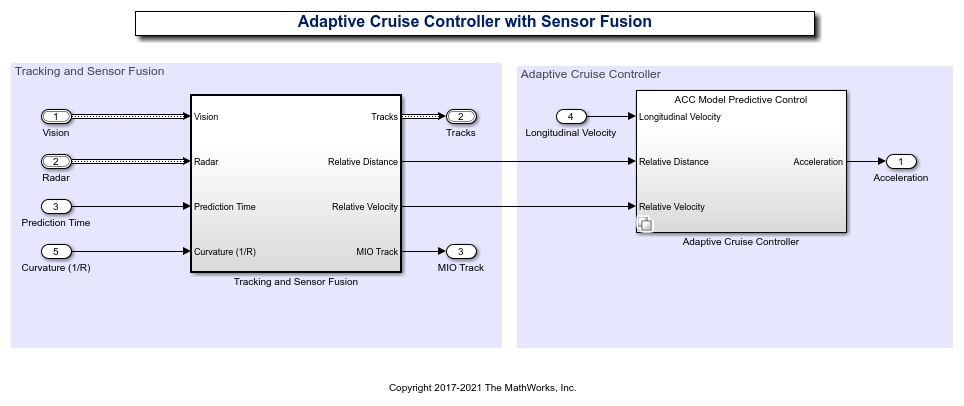 Adaptive Cruise Controller with Sensor Fusion
Tracking and Sensor Fusion
1
Vision
2
Radar
3
Prediction Time
5
Curvature (1/R)
Vision
Radar
Prediction Time
Curvature (1/R)
Tracks
Relative Distance
Relative Velocity
MIO Track
Tracking and Sensor Fusion
2
Tracks
3
MIO Track
Adaptive Cruise Controller
4
Longitudinal Velocity
ACC Model Predictive Control
Longitudinal Velocity
Relative Distance
Relative Velocity
Acceleration
Adaptive Cruise Controller
1
Acceleration
Copyright 2017-2021 The MathWorks, Inc.